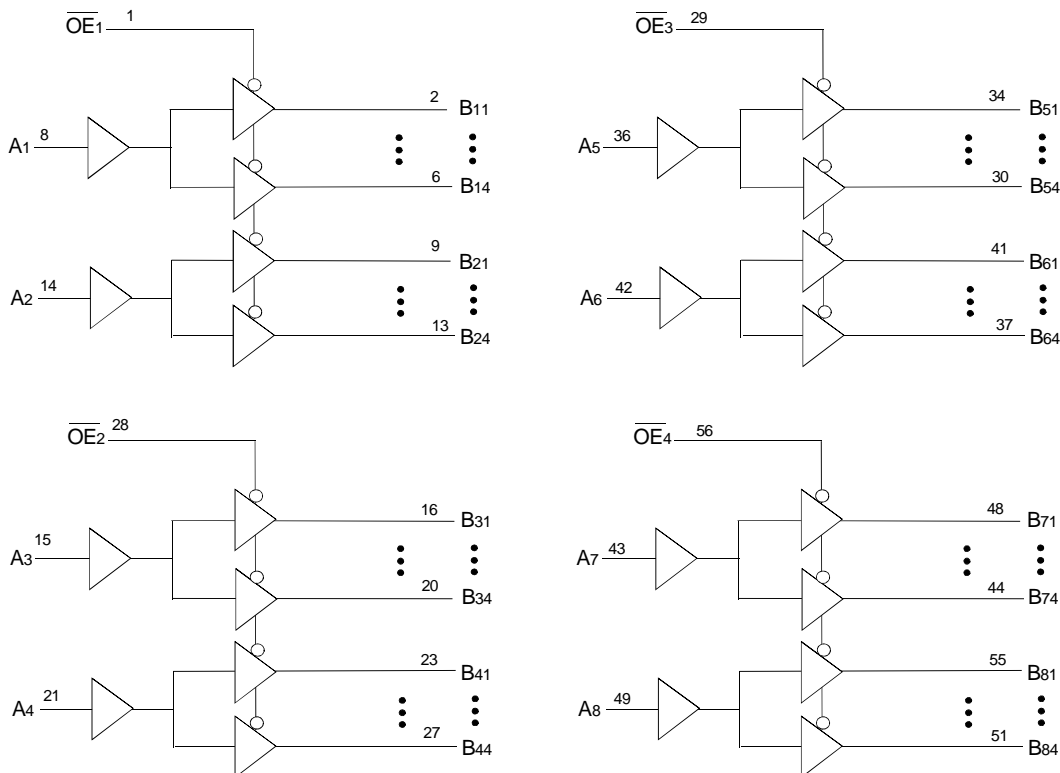 OE1 1
2 B11
A1 8
6 B14
9 B21
A2 14
13 B24
OE3 29
34 B51
A5 36
30 B54
41 B61
A6 42
37 B64
OE2 28
16 B31
A3 15
20 B34
23 B41
A4 21
27 B44
OE4 56
48 B71
A7 43
44 B74
55 B81
A8 49
51 B84